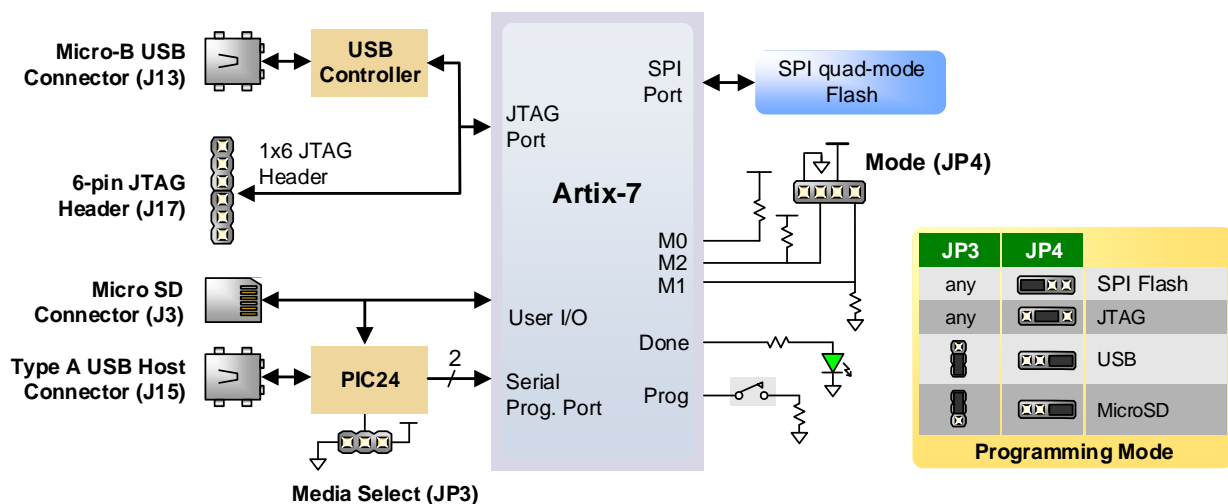 Micro-B USB
Connector (J13)
USB
Controller
6-pin JTAG
Header (J17)
1x6 JTAG
Header
Micro SD
Connector (J3)
Type A USB Host
Connector (J15)
PIC24
2
Media Select (JP3)
JTAG
Port
SPI
Port
Artix-7
M0
M2
M1
User I/O
Done
Serial
Prog. Port
Prog
SPI quad-mode
Flash
Mode (JP4)
JP3 JP4
any SPI Flash
any JTAG
USB
MicroSD
Programming Mode